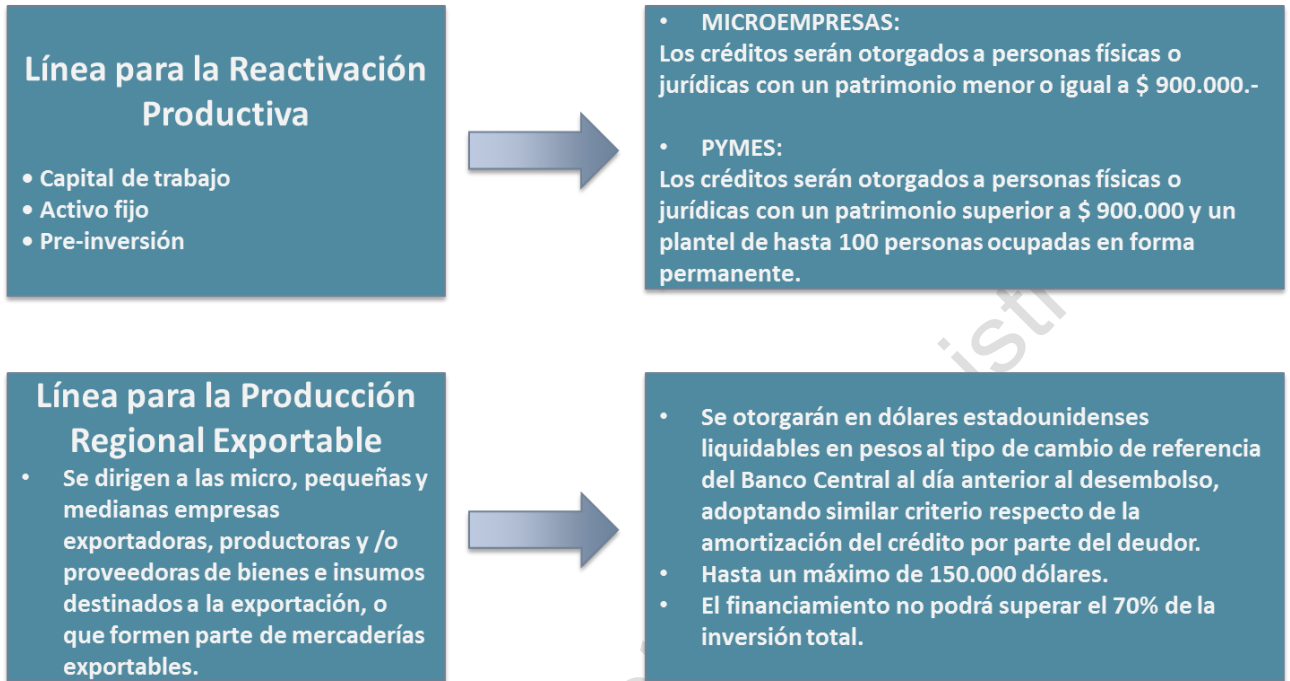 Línea para la Reactivación
Productiva
• Capital de trabajo
• Activo fijo
• Pre-inversión
• MICROEMPRESAS:
Los créditos serán otorgados a personas físicas o
jurídicas con un patrimonio menor o igual a $ 900.000.-
• PYMES:
Los créditos serán otorgados a personas físicas o
jurídicas con un patrimonio superior a $ 900.000 y un
plantel de hasta 100 personas ocupadas en forma
permanente.
Línea para la Producción
Regional Exportable
• Se dirigen a las micro, pequeñas y
medianas empresas
exportadoras, productoras y /o
proveedoras de bienes e insumos
destinados a la exportación, o
que formen parte de mercaderías
exportables.
• Se otorgarán en dólares estadounidenses
liquidables en pesos al tipo de cambio de referencia
del Banco Central al día anterior al desembolso,
adoptando similar criterio respecto de la
amortización del crédito por parte del deudor.
• Hasta un máximo de 150.000 dólares.
• El financiamiento no podrá superar el 70% de la
inversión total.